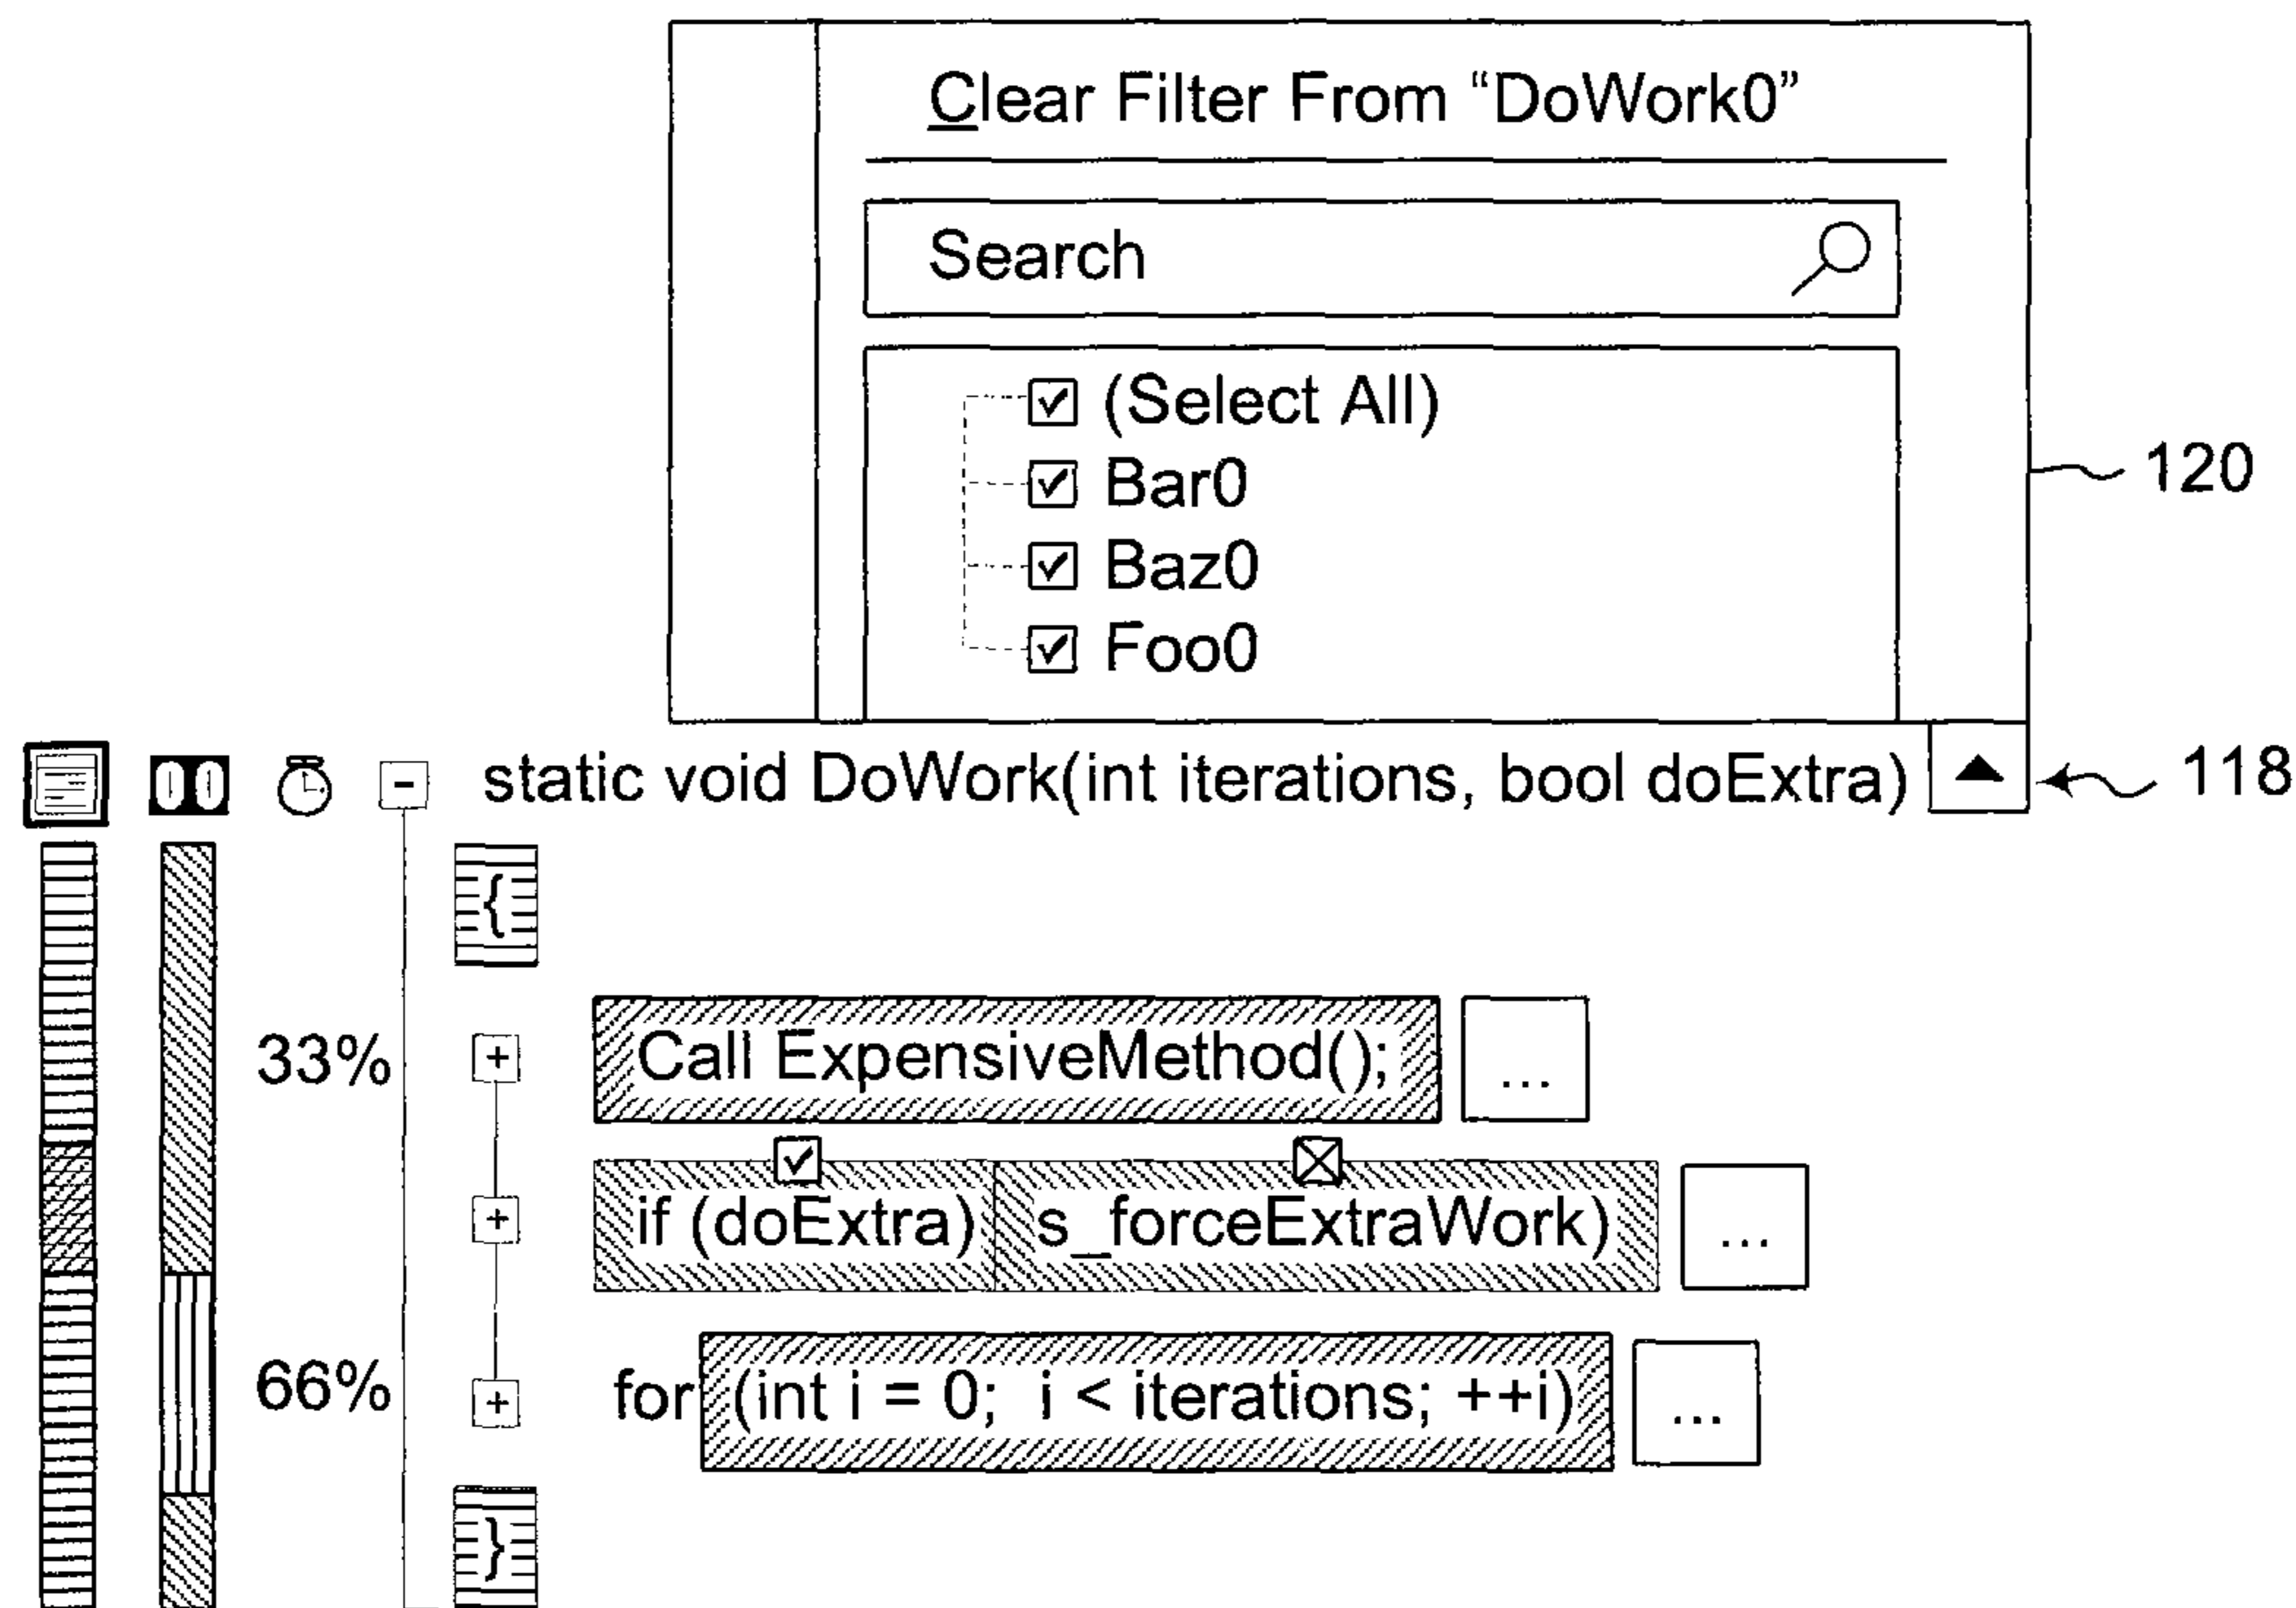 Clear Filter From “DoWork0”
Search
(Select All)
Bar0
Baz0
Foo0
120
static void DoWork(int iterations, bool doExtra)
118
{
33% Call ExpensiveMethod(); ...
if (doExtra) s_forceExtraWork) ...
66% for (int i = 0; i < iterations; ++i) ...
}